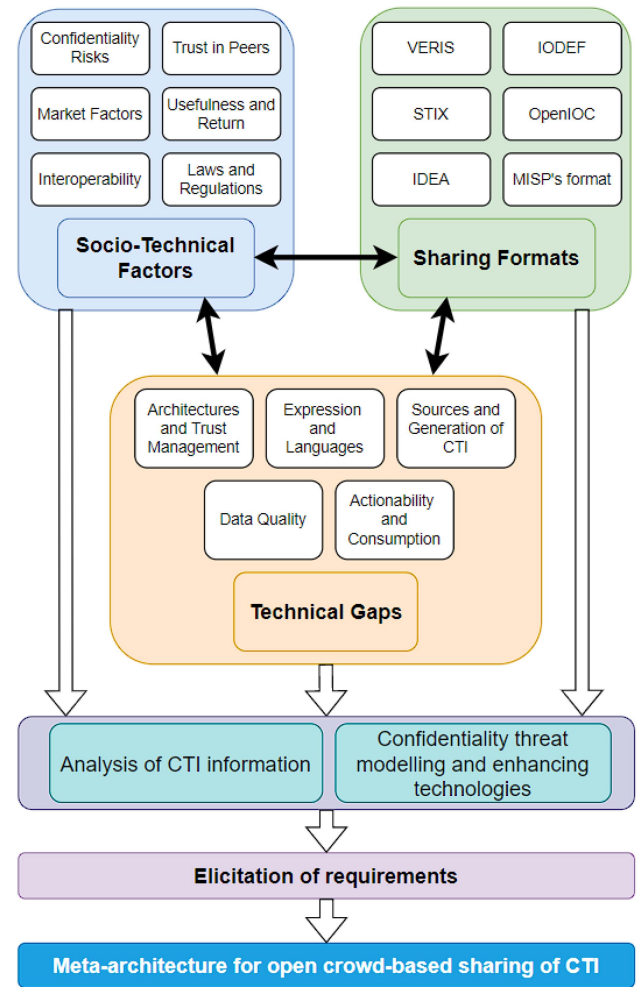 Confidentiality
Risks
Trust in Peers
Market Factors
Usefulness and
Return
Interoperability
Laws and
Regulations
Socio-Technical
Factors
VERIS
IODEF
STIX
OpenIOC
IDEA
MISP's format
Sharing Formats
Architectures
and Trust
Management
Expression
and
Languages
Sources and
Generation of
CTI
Data Quality
Actionability
and
Consumption
Technical Gaps
Analysis of CTI information
Confidentiality threat
modelling and enhancing
technologies
Elicitation of requirements
Meta-architecture for open crowd-based sharing of CTI